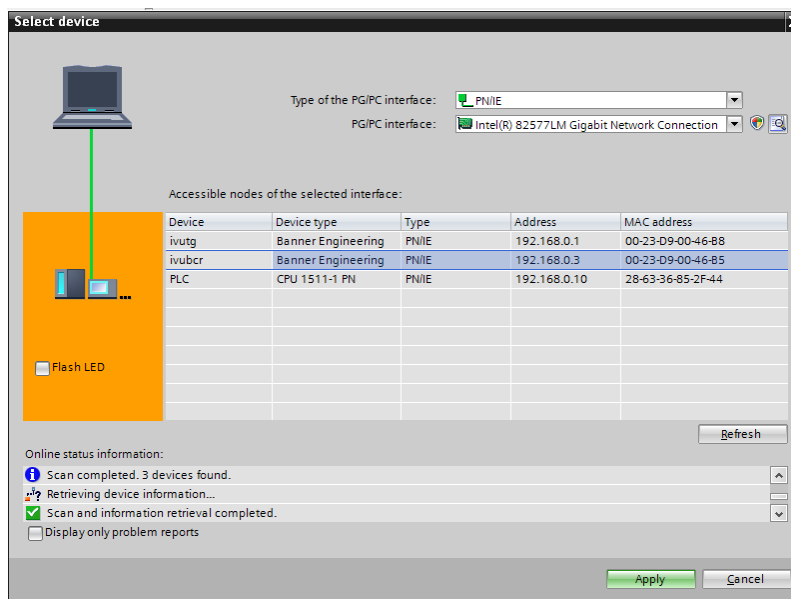 Select device
Type of the PG/PC interface: PN/IE
PG/PC interface: Intel(R) 82577LM Gigabit Network Connection
Accessible nodes of the selected interface:
Device Device type Type Address MAC address
ivutg Banner Engineering PN/IE 192.168.0.1 00-23-D9-00-46-B8
ivubcr Banner Engineering PN/IE 192.168.0.3 00-23-D9-00-46-B5
PLC CPU 1511-1 PN PN/IE 192.168.0.10 28-63-36-85-2F-44
Flash LED
Refresh
Online status information:
Scan completed. 3 devices found.
Retrieving device information...
Scan and information retrieval completed.
Display only problem reports
Apply Cancel